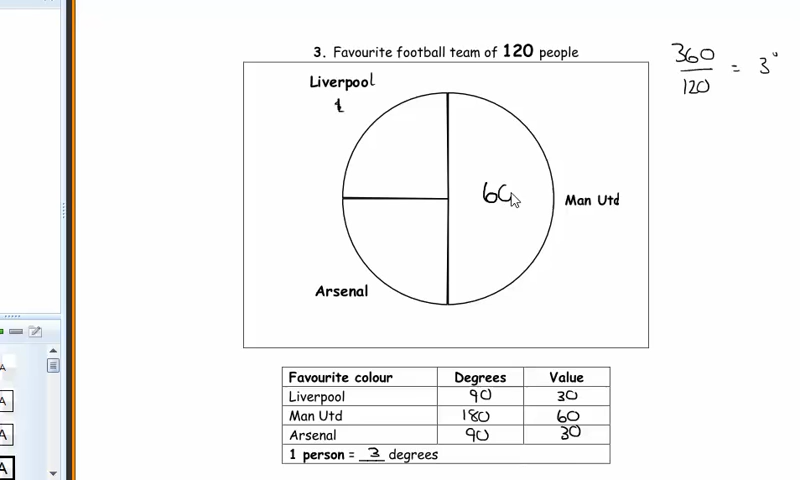 3. Favourite football team of 120 people
360
120
= 3°
Liverpool
60
Man Utd
Arsenal
Favourite colour Degrees Value
Liverpool 90 30
Man Utd 180 60
Arsenal 90 30
1 person = 3 degrees